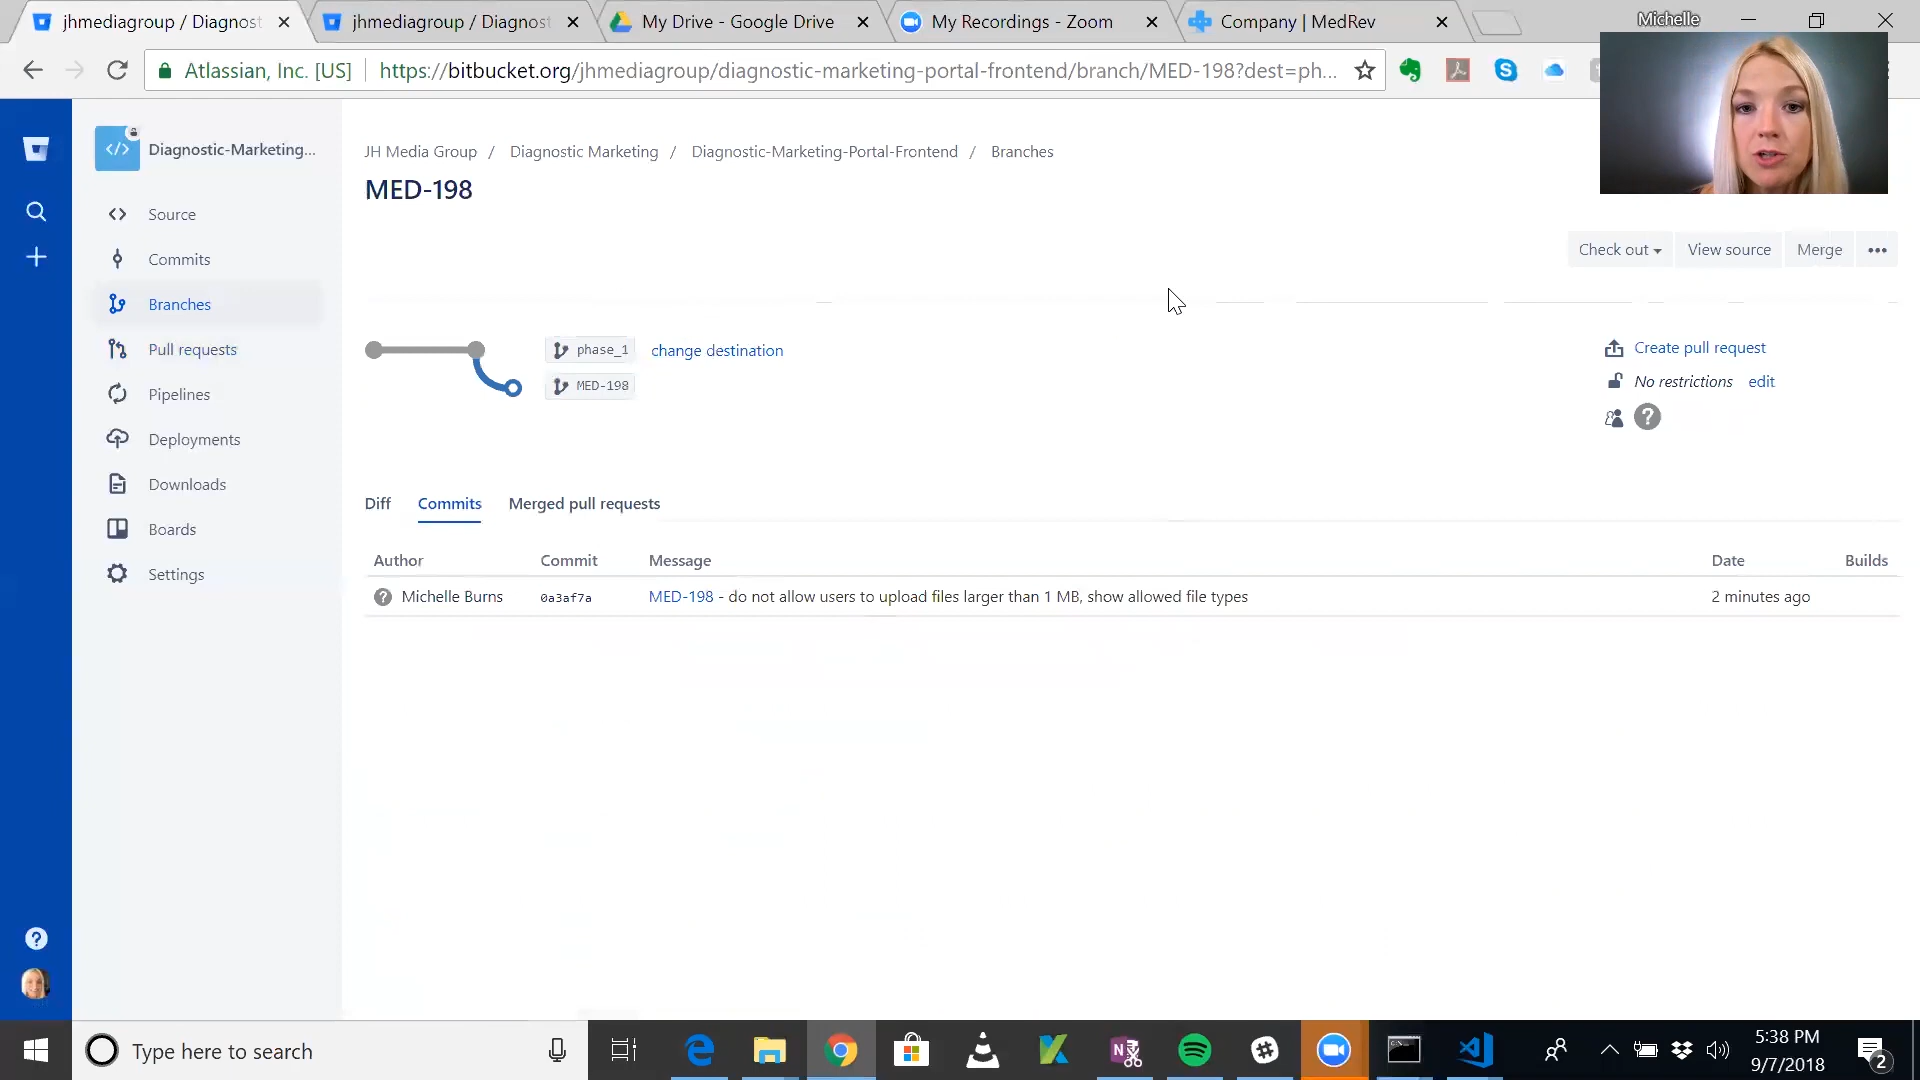 jhmediagroup / Diagnost
jhmediagroup / Diagnost
My Drive - Google Drive
My Recordings - Zoom
Company | MedRev
Michelle
Atlassian, Inc. [US]
https://bitbucket.org/jhmediagroup/diagnostic-marketing-portal-frontend/branch/MED-198?dest=ph...
Diagnostic-Marketing...
Source
Commits
Branches
Pull requests
Pipelines
Deployments
Downloads
Boards
Settings
JH Media Group / Diagnostic Marketing / Diagnostic-Marketing-Portal-Frontend / Branches
MED-198
Check out
View source
Merge
phase_1
change destination
MED-198
Create pull request
No restrictions edit
Diff
Commits
Merged pull requests
Author Commit Message Date Builds
Michelle Burns 0a3af7a MED-198 - do not allow users to upload files larger than 1 MB, show allowed file types 2 minutes ago
Type here to search
5:38 PM
9/7/2018
2